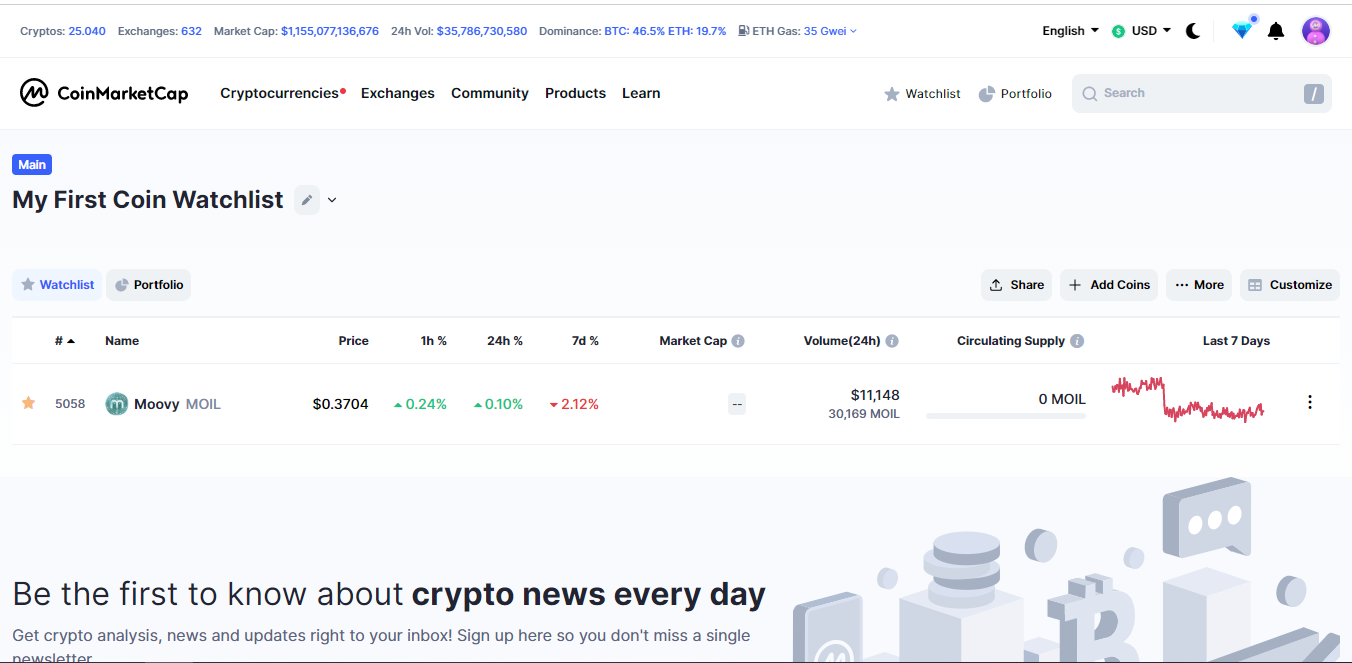 Cryptos: 25.040 Exchanges: 632 Market Cap: $1,155,077,136,676 24h Vol: $35,786,730,580 Dominance: BTC: 46.5% ETH: 19.7% ETH Gas: 35 Gwei English $ USD
CoinMarketCap Cryptocurrencies Exchanges Community Products Learn Watchlist Portfolio Search /
Main
My First Coin Watchlist
Watchlist Portfolio Share + Add Coins ··· More Customize
# Name Price 1h % 24h % 7d % Market Cap i Volume(24h) i Circulating Supply i Last 7 Days
5058 Moovy MOIL $0.3704 0.24% 0.10% 2.12% -- $11,148 0 MOIL
30,169 MOIL
Be the first to know about crypto news every day
Get crypto analysis, news and updates right to your inbox! Sign up here so you don't miss a single
newsletter.